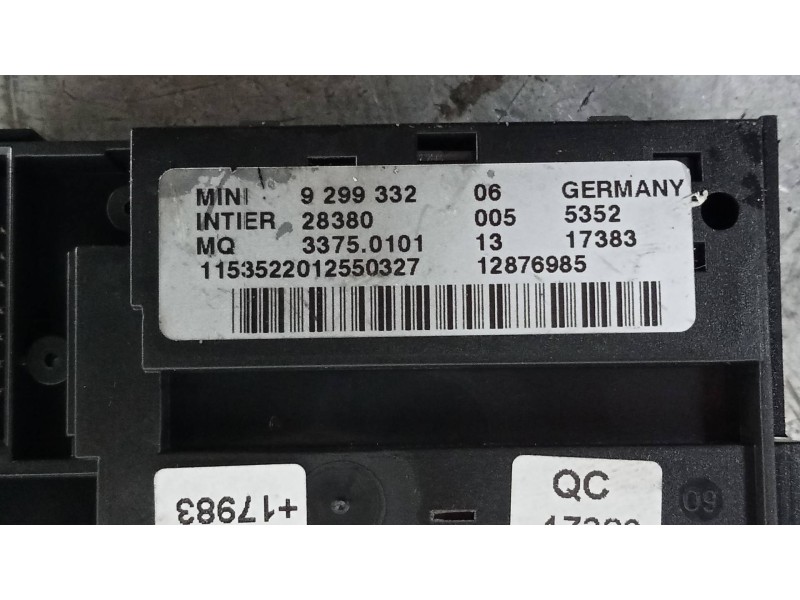 MINI 9 299 332 06 GERMANY
INTIER 28380 005 5352
MQ 3375.0101 13 17383
1153522012550327 12876985
+17983
QC
09